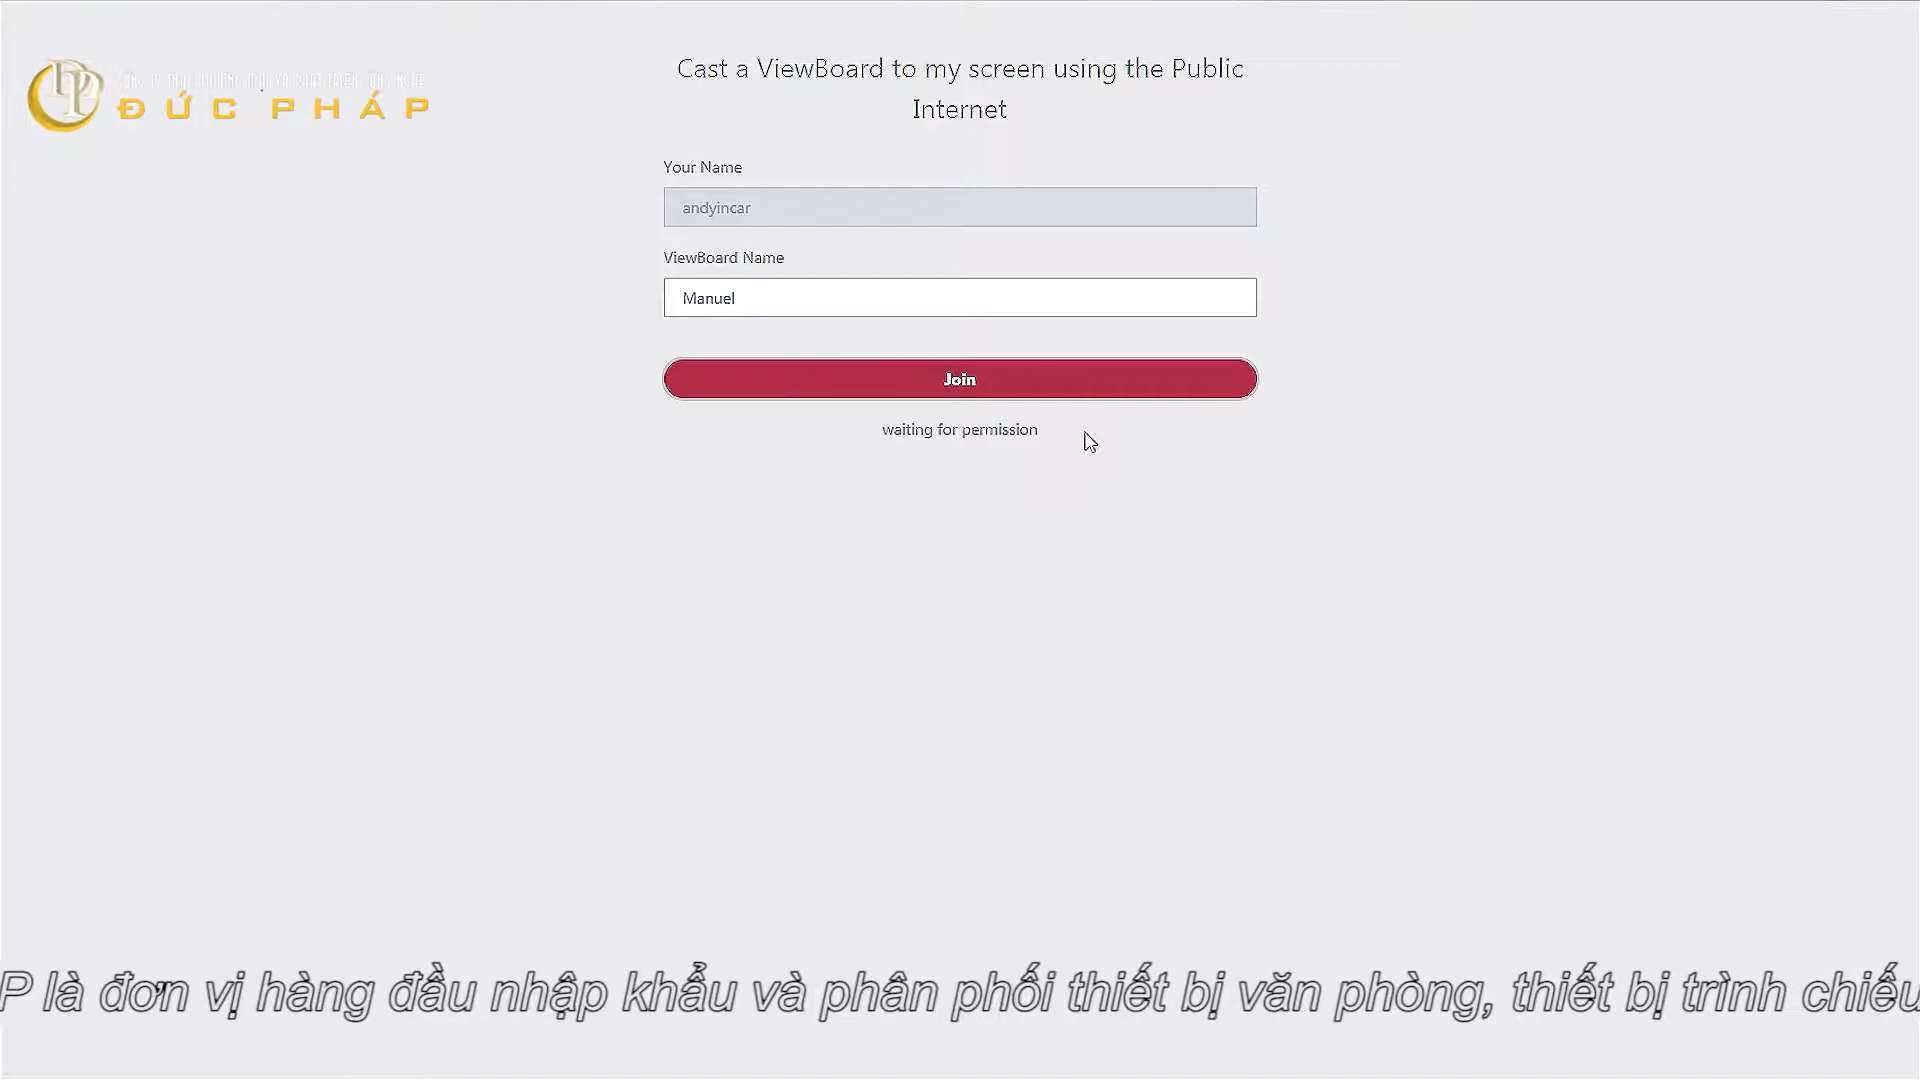 Cast a ViewBoard to my screen using the Public
Internet
ĐỨC PHÁP
Your Name
andyincar
ViewBoard Name
Manuel
Join
waiting for permission
P là đơn vị hàng đầu nhập khẩu và phân phối thiết bị văn phòng, thiết bị trình chiếu